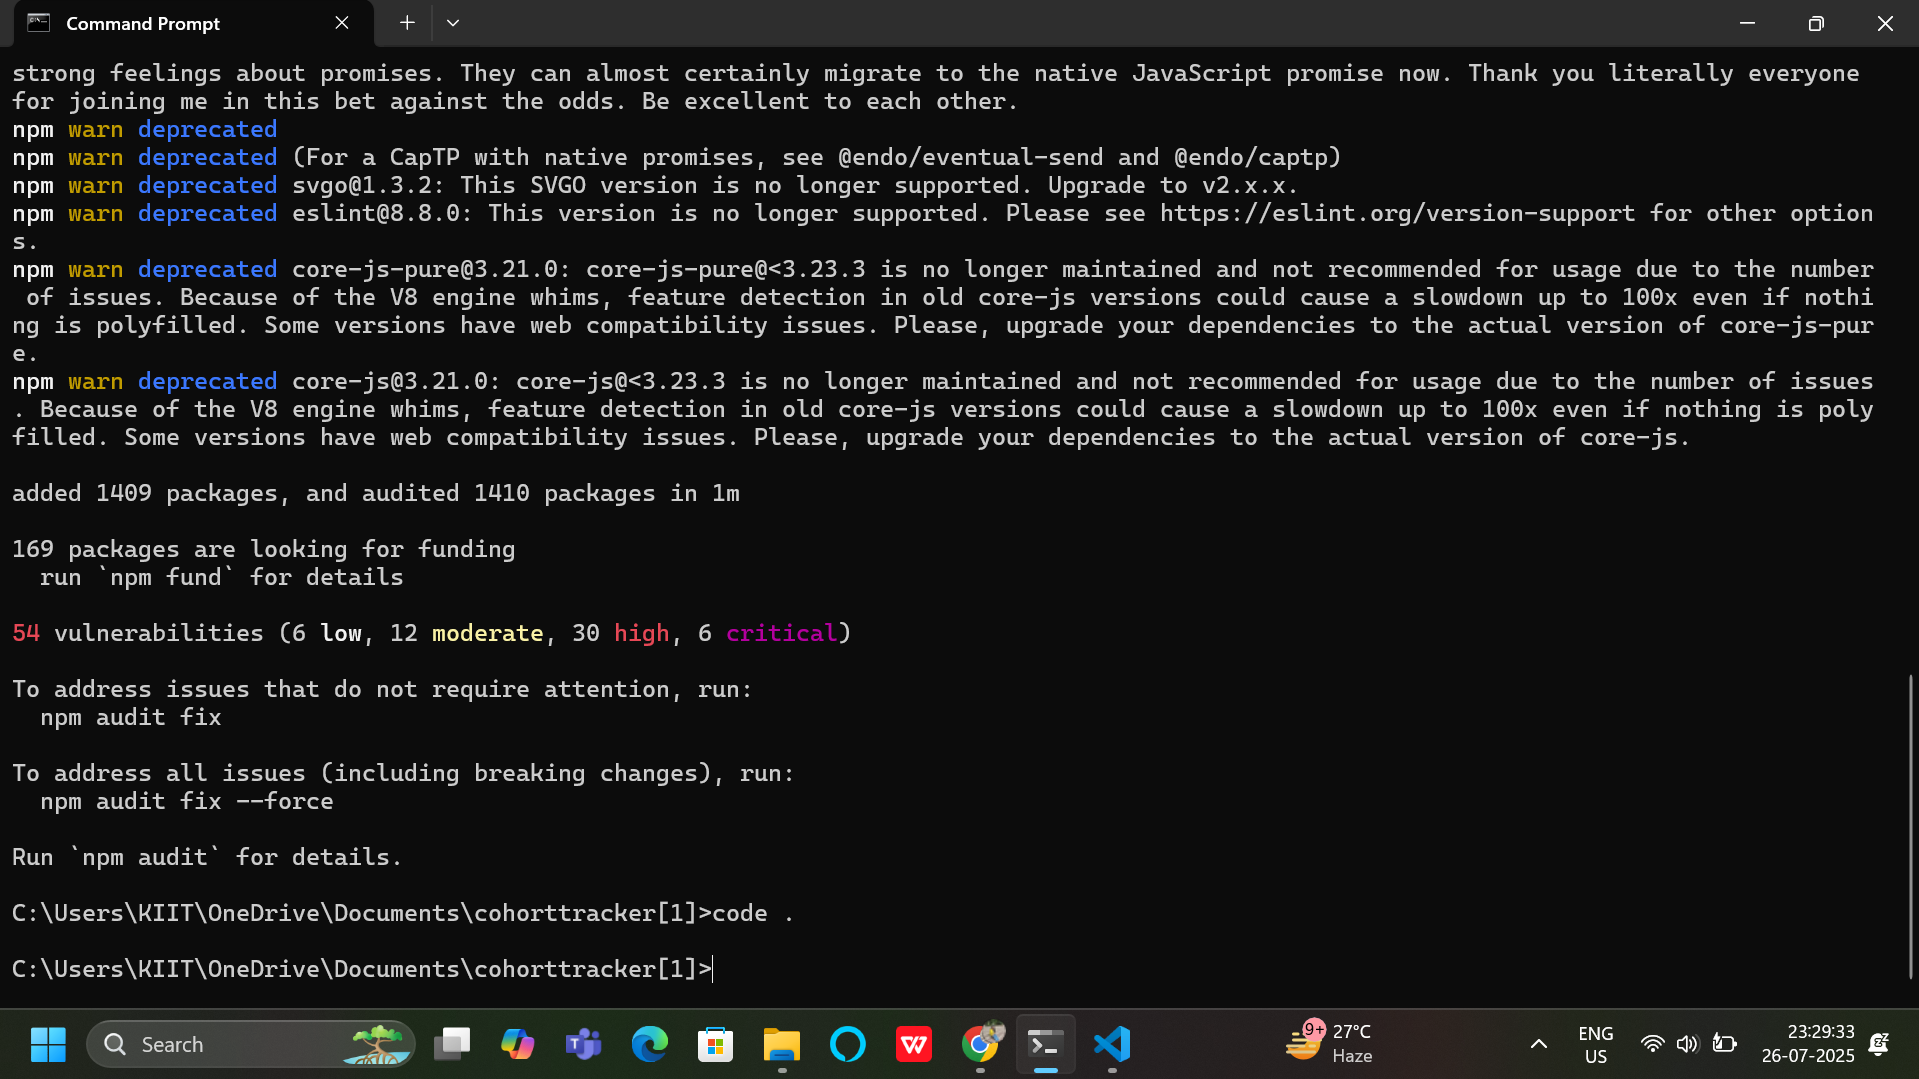 Command Prompt
strong feelings about promises. They can almost certainly migrate to the native JavaScript promise now. Thank you literally everyone
for joining me in this bet against the odds. Be excellent to each other.
npm warn deprecated
npm warn deprecated (For a CapTP with native promises, see @endo/eventual-send and @endo/captp)
npm warn deprecated svgo@1.3.2: This SVGO version is no longer supported. Upgrade to v2.x.x.
npm warn deprecated eslint@8.8.0: This version is no longer supported. Please see https://eslint.org/version-support for other option
s.
npm warn deprecated core-js-pure@3.21.0: core-js-pure@<3.23.3 is no longer maintained and not recommended for usage due to the number
 of issues. Because of the V8 engine whims, feature detection in old core-js versions could cause a slowdown up to 100x even if nothi
ng is polyfilled. Some versions have web compatibility issues. Please, upgrade your dependencies to the actual version of core-js-pur
e.
npm warn deprecated core-js@3.21.0: core-js@<3.23.3 is no longer maintained and not recommended for usage due to the number of issues
. Because of the V8 engine whims, feature detection in old core-js versions could cause a slowdown up to 100x even if nothing is poly
filled. Some versions have web compatibility issues. Please, upgrade your dependencies to the actual version of core-js.
added 1409 packages, and audited 1410 packages in 1m
169 packages are looking for funding
  run `npm fund` for details
54 vulnerabilities (6 low, 12 moderate, 30 high, 6 critical)
To address issues that do not require attention, run:
  npm audit fix
To address all issues (including breaking changes), run:
  npm audit fix --force
Run `npm audit` for details.
C:\Users\KIIT\OneDrive\Documents\cohorttracker[1]>code .
C:\Users\KIIT\OneDrive\Documents\cohorttracker[1]>
Search
9+
27°C
Haze
ENG
US
23:29:33
26-07-2025